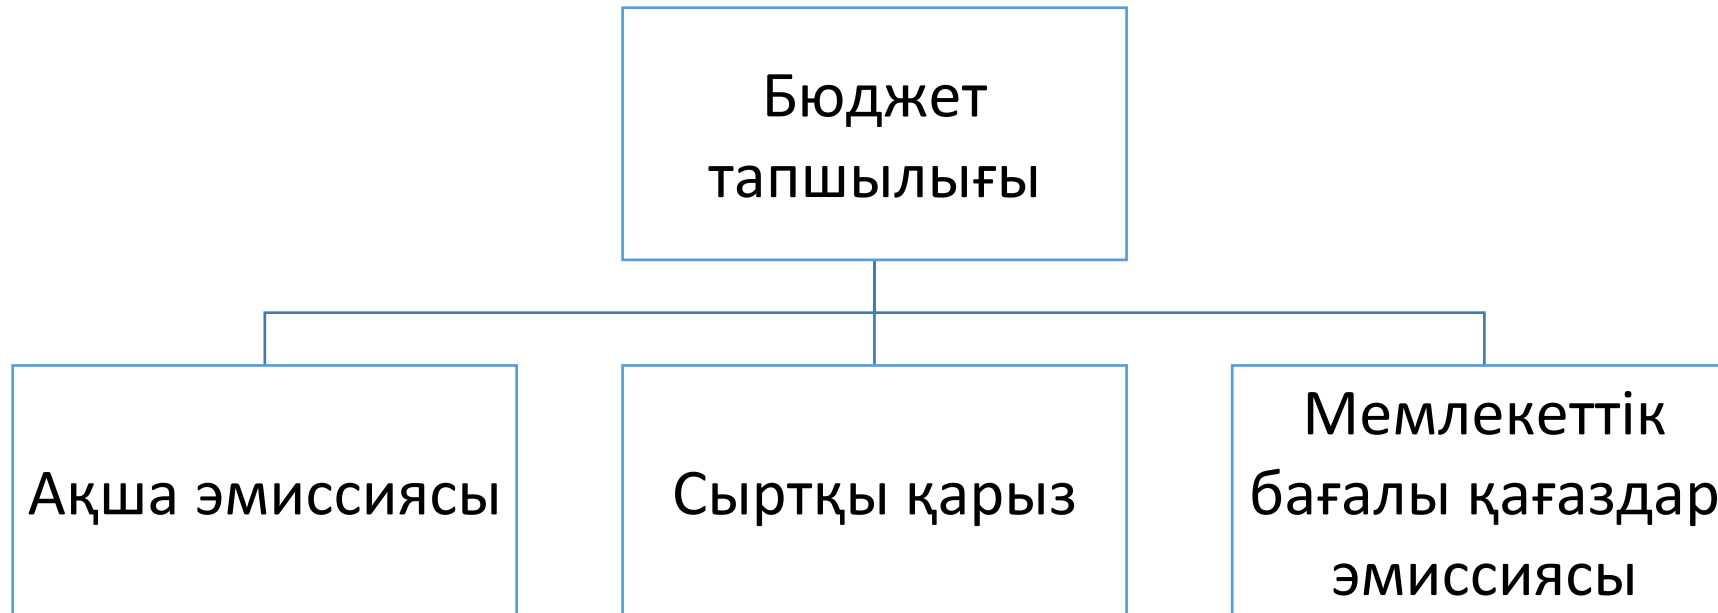 Бюджет
тапшылығы
Ақша эмиссиясы
Сыртқы қарыз
Мемлекеттік
бағалы қағаздар
эмиссиясы